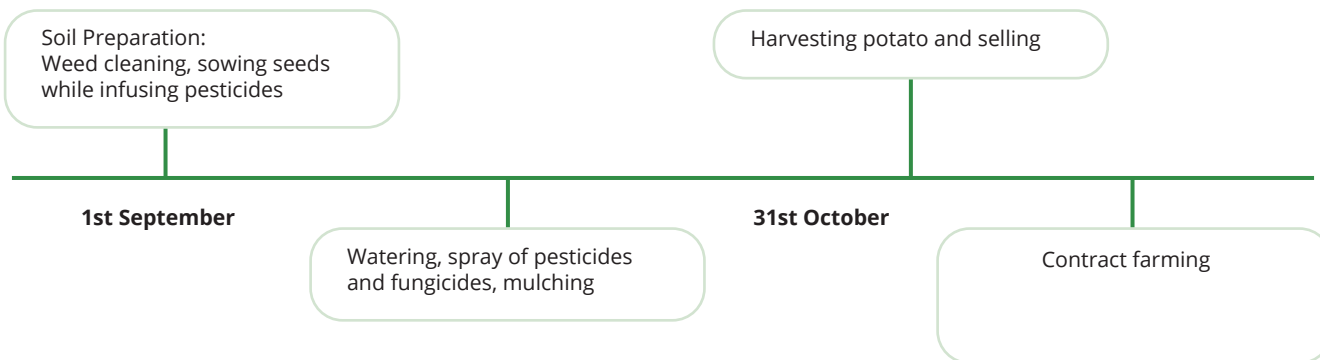 Soil Preparation:
Weed cleaning, sowing seeds
while infusing pesticides
Harvesting potato and selling
1st September
31st October
Watering, spray of pesticides
and fungicides, mulching
Contract farming